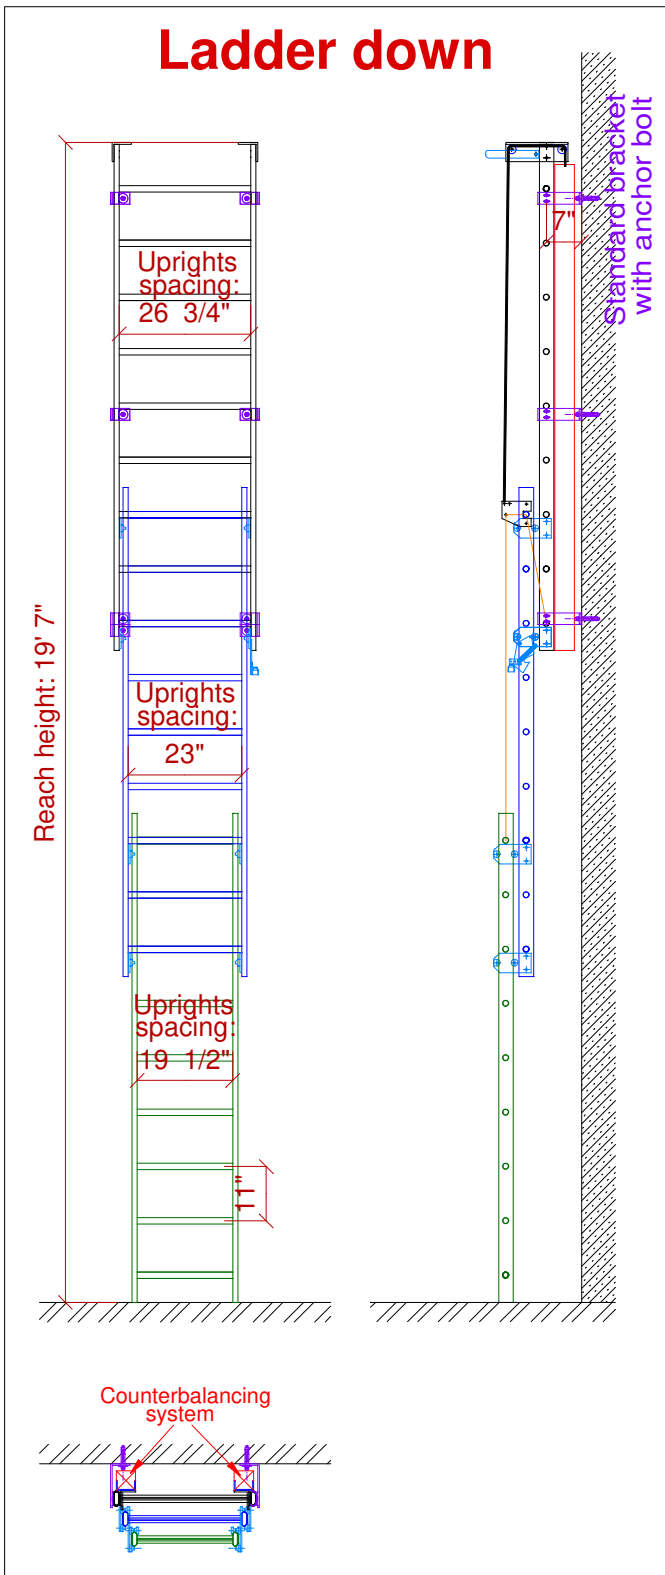 Ladder down
Standard bracket
with anchor bolt
7"
Uprights
spacing:
26 3/4"
Reach height: 19' 7"
Uprights
spacing:
23"
Uprights
spacing:
19 1/2"
11"
Counterbalancing
system